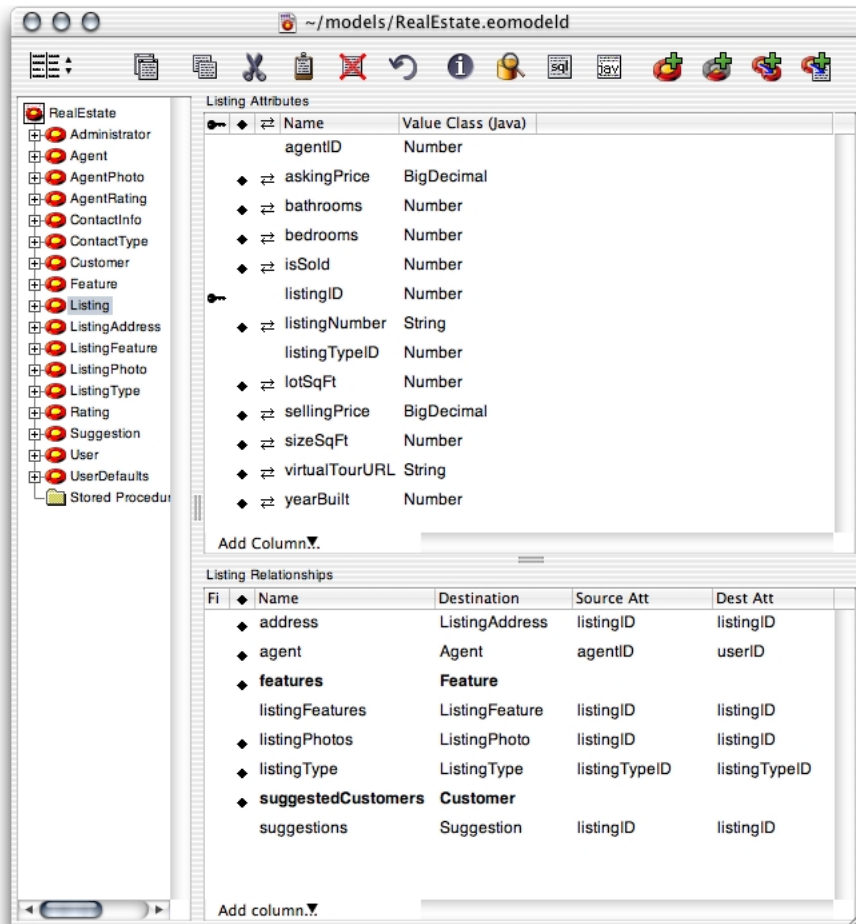 ~/models/RealEstate.eomodeld
sql
jav
RealEstate
Administrator
Agent
AgentPhoto
AgentRating
ContactInfo
ContactType
Customer
Feature
Listing
ListingAddress
ListingFeature
ListingPhoto
ListingType
Rating
Suggestion
User
UserDefaults
Stored Procedur
Listing Attributes
Name Value Class (Java)
agentID Number
askingPrice BigDecimal
bathrooms Number
bedrooms Number
isSold Number
listingID Number
listingNumber String
listingTypeID Number
lotSqFt Number
sellingPrice BigDecimal
sizeSqFt Number
virtualTourURL String
yearBuilt Number
Add Column...
Listing Relationships
Fi Name Destination Source Att Dest Att
address ListingAddress listingID listingID
agent Agent agentID userID
features Feature
listingFeatures ListingFeature listingID listingID
listingPhotos ListingPhoto listingID listingID
listingType ListingType listingTypeID listingTypeID
suggestedCustomers Customer
suggestions Suggestion listingID listingID
Add column...